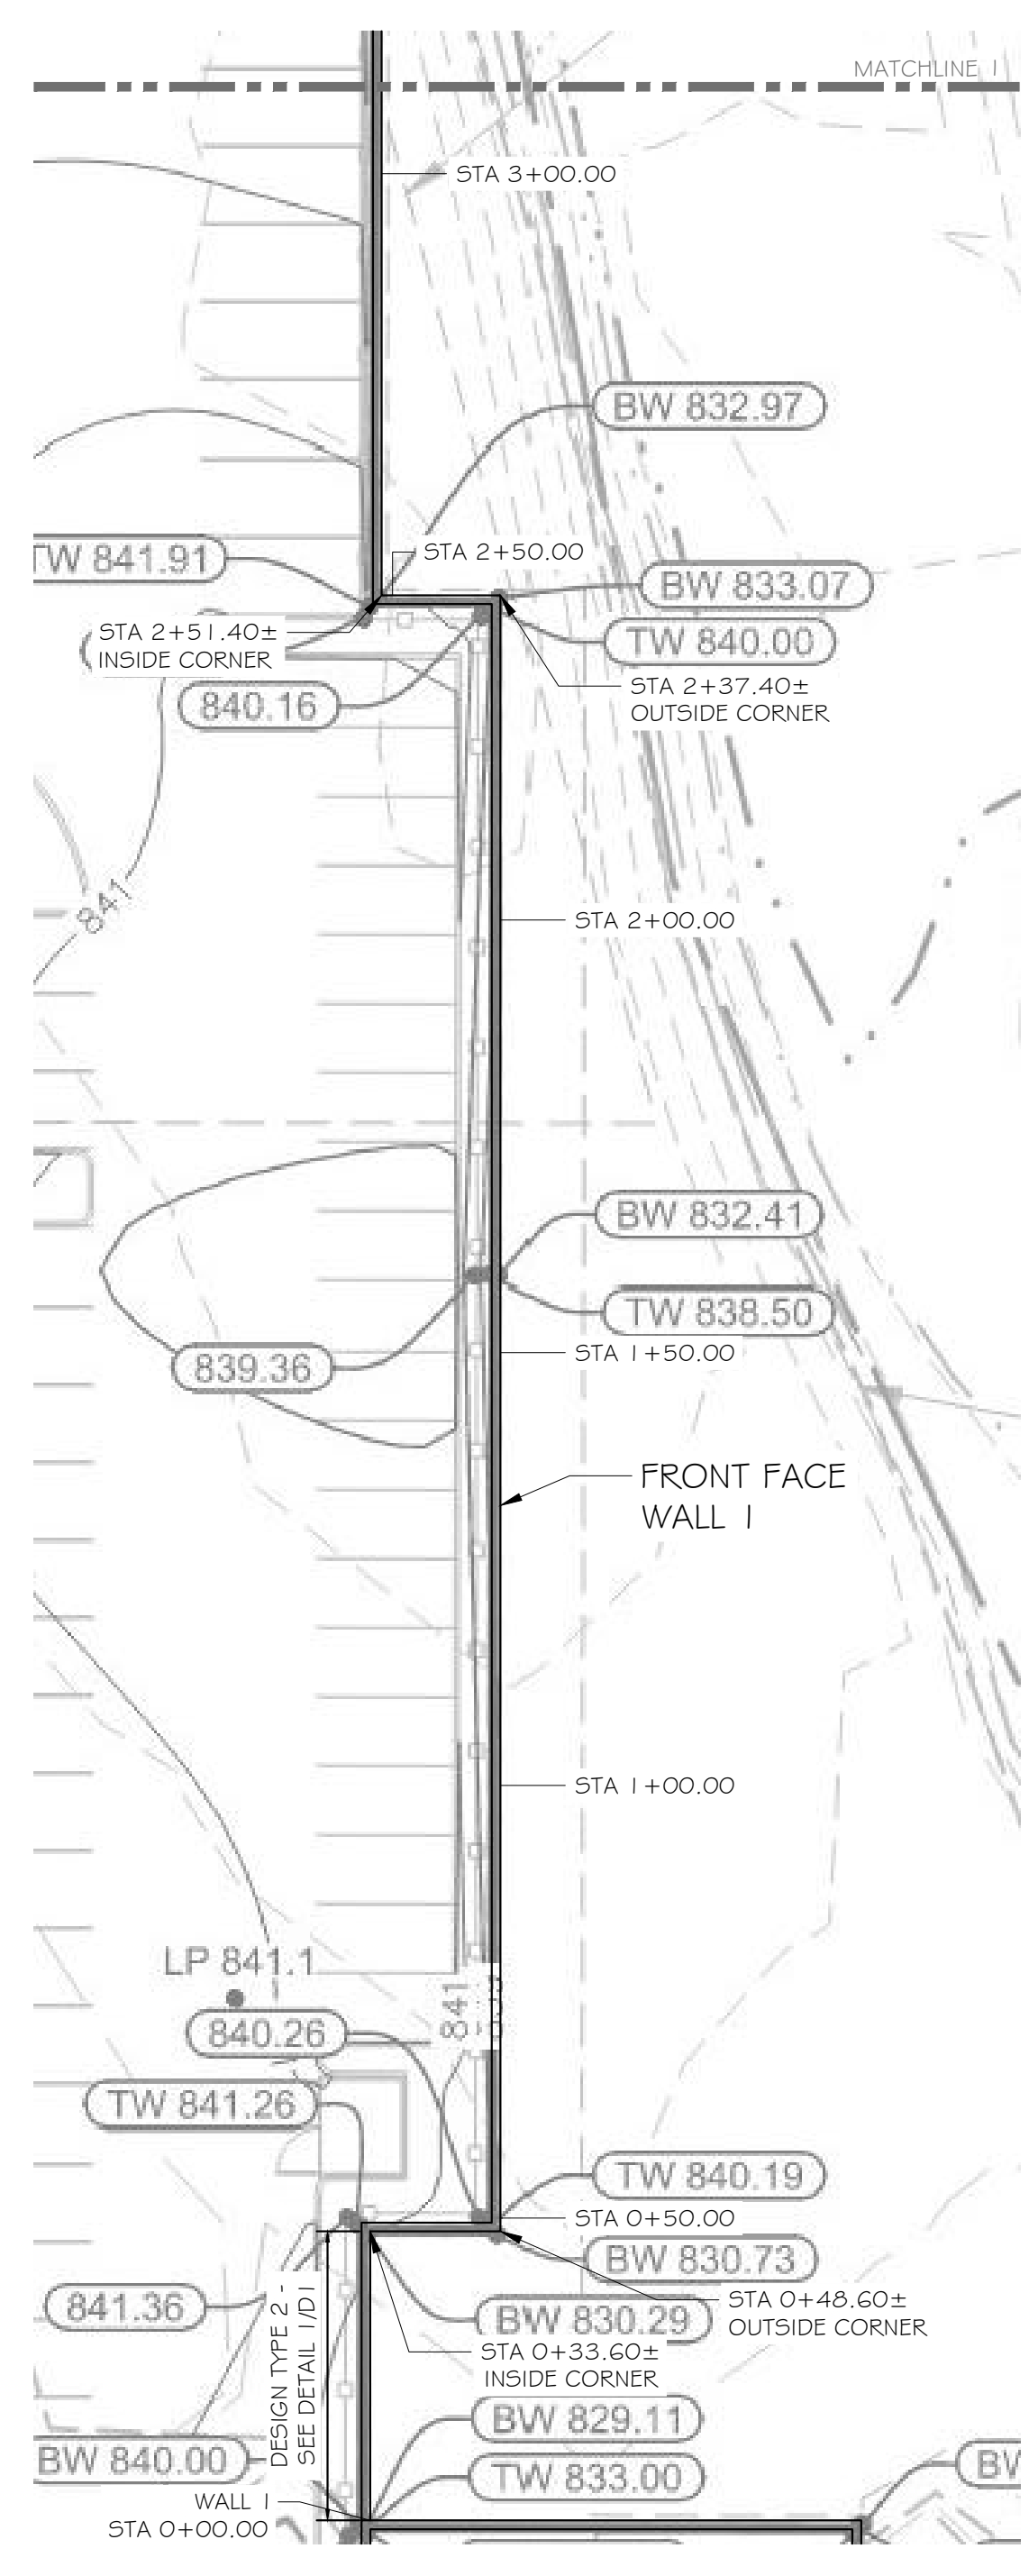 MATCHLINE 1
STA 3+00.00
BW 832.97
STA 2+50.00
TW 841.91
BW 833.07
STA 2+51.40±
INSIDE CORNER
TW 840.00
840.16
STA 2+37.40±
OUTSIDE CORNER
841
STA 2+00.00
BW 832.41
TW 838.50
STA 1+50.00
839.36
FRONT FACE
WALL 1
STA 1+00.00
LP 841.1
841
840.26
TW 841.26
TW 840.19
STA 0+50.00
BW 830.73
841.36
STA 0+48.60±
OUTSIDE CORNER
BW 830.29
STA 0+33.60±
INSIDE CORNER
DESIGN TYPE 2 -
SEE DETAIL 1/D1
BW 829.11
BW 840.00
TW 833.00
BW
WALL 1
STA 0+00.00